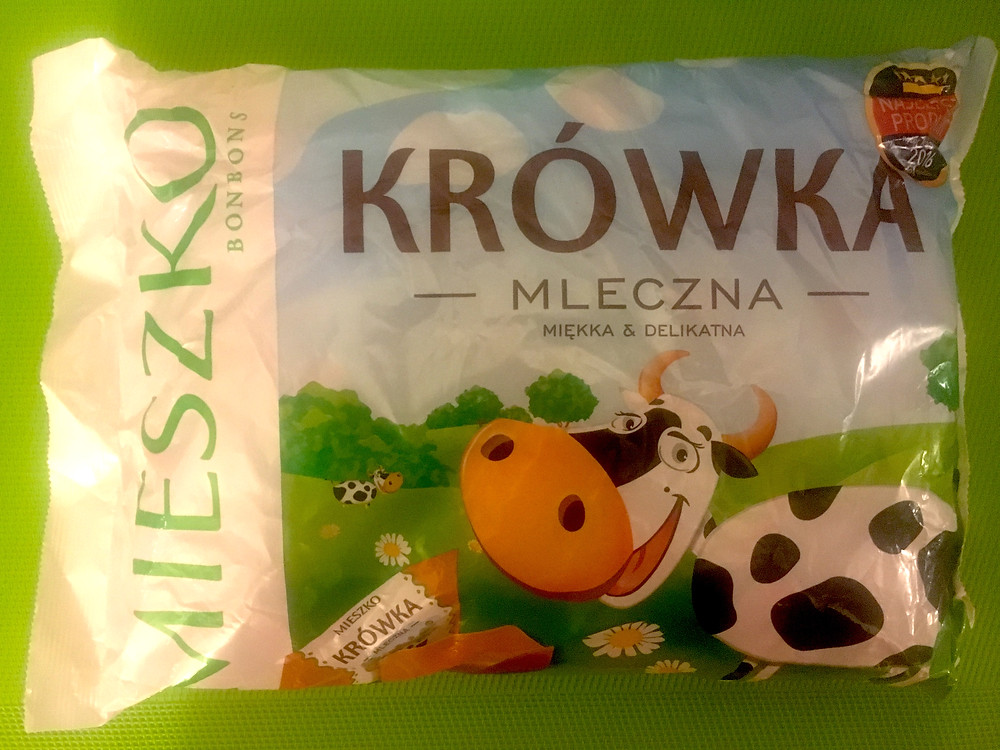 MIESZKO
BONBONS
KRÓWKA
MLECZNA
MIĘKKA & DELIKATNA
MIESZKO
KRÓWKA